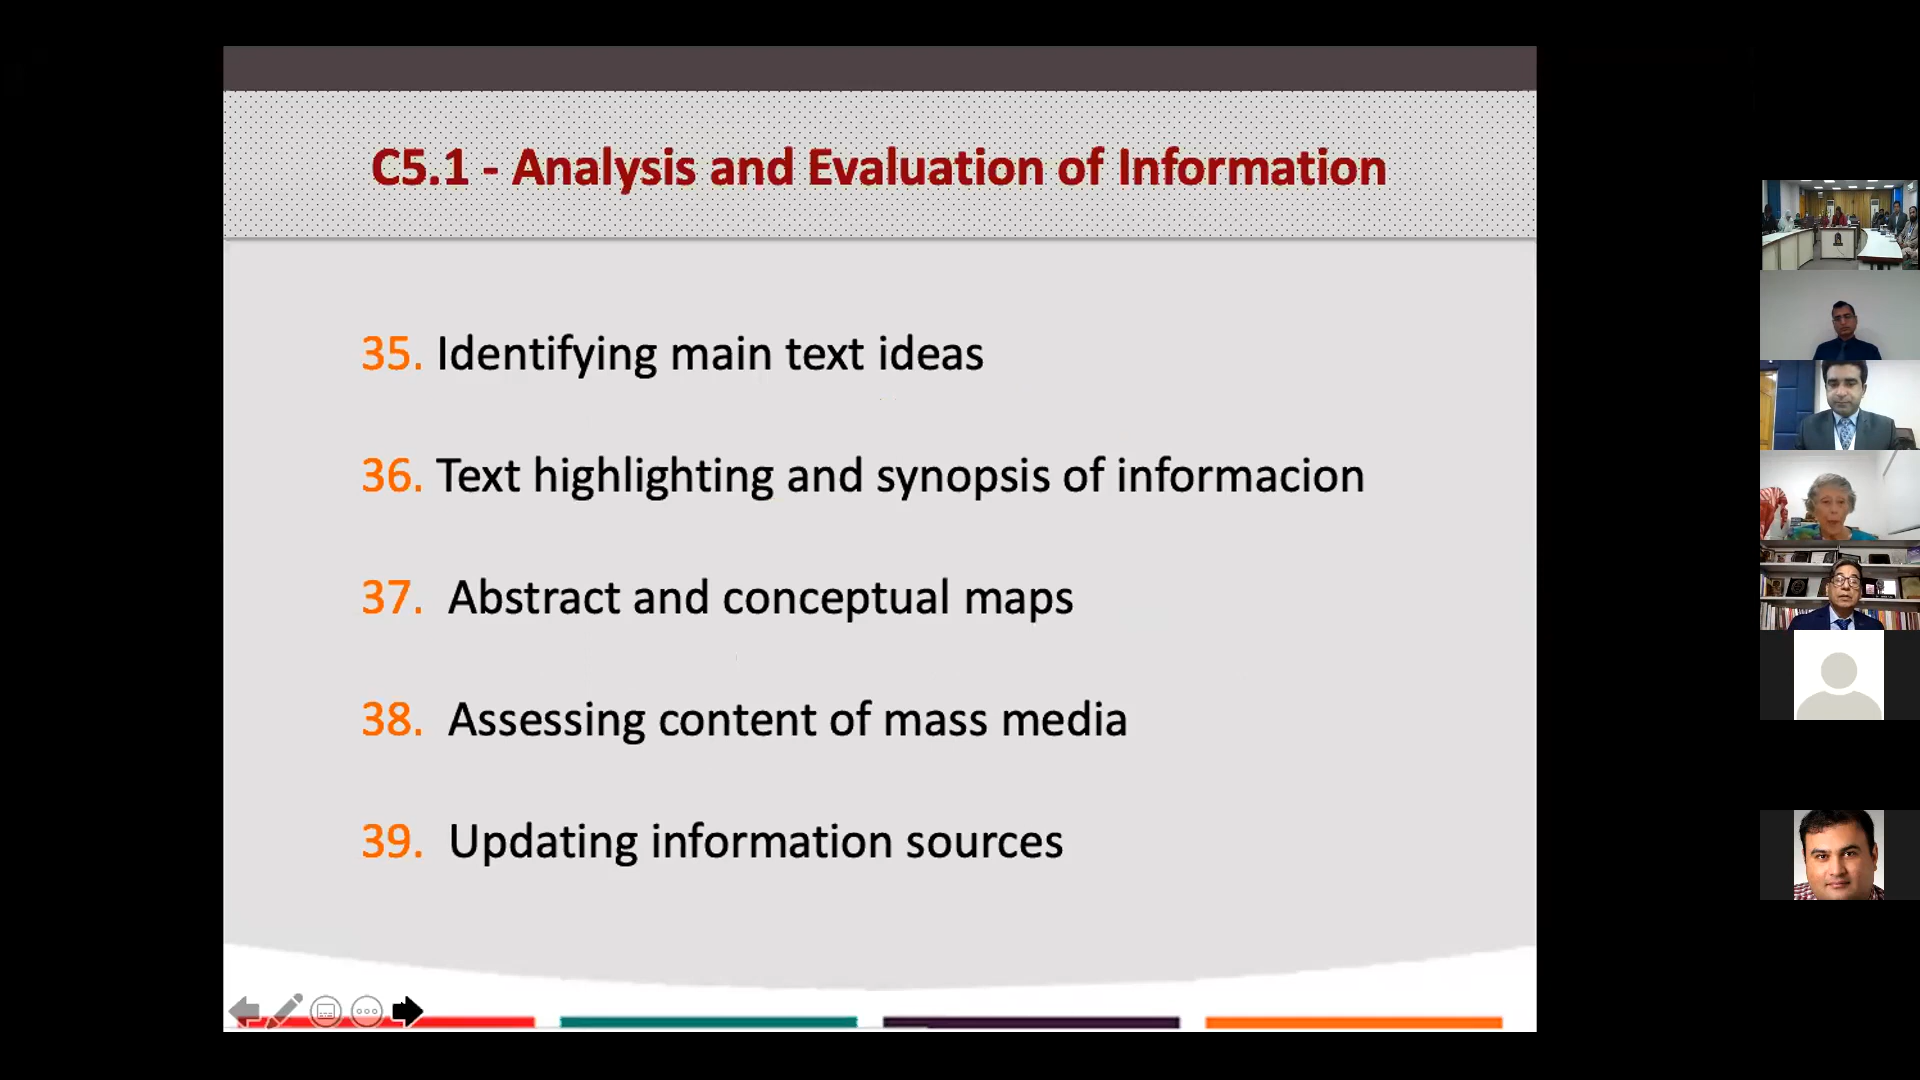 C5.1 - Analysis and Evaluation of Information
35. Identifying main text ideas
36. Text highlighting and synopsis of informacion
37. Abstract and conceptual maps
38. Assessing content of mass media
39. Updating information sources